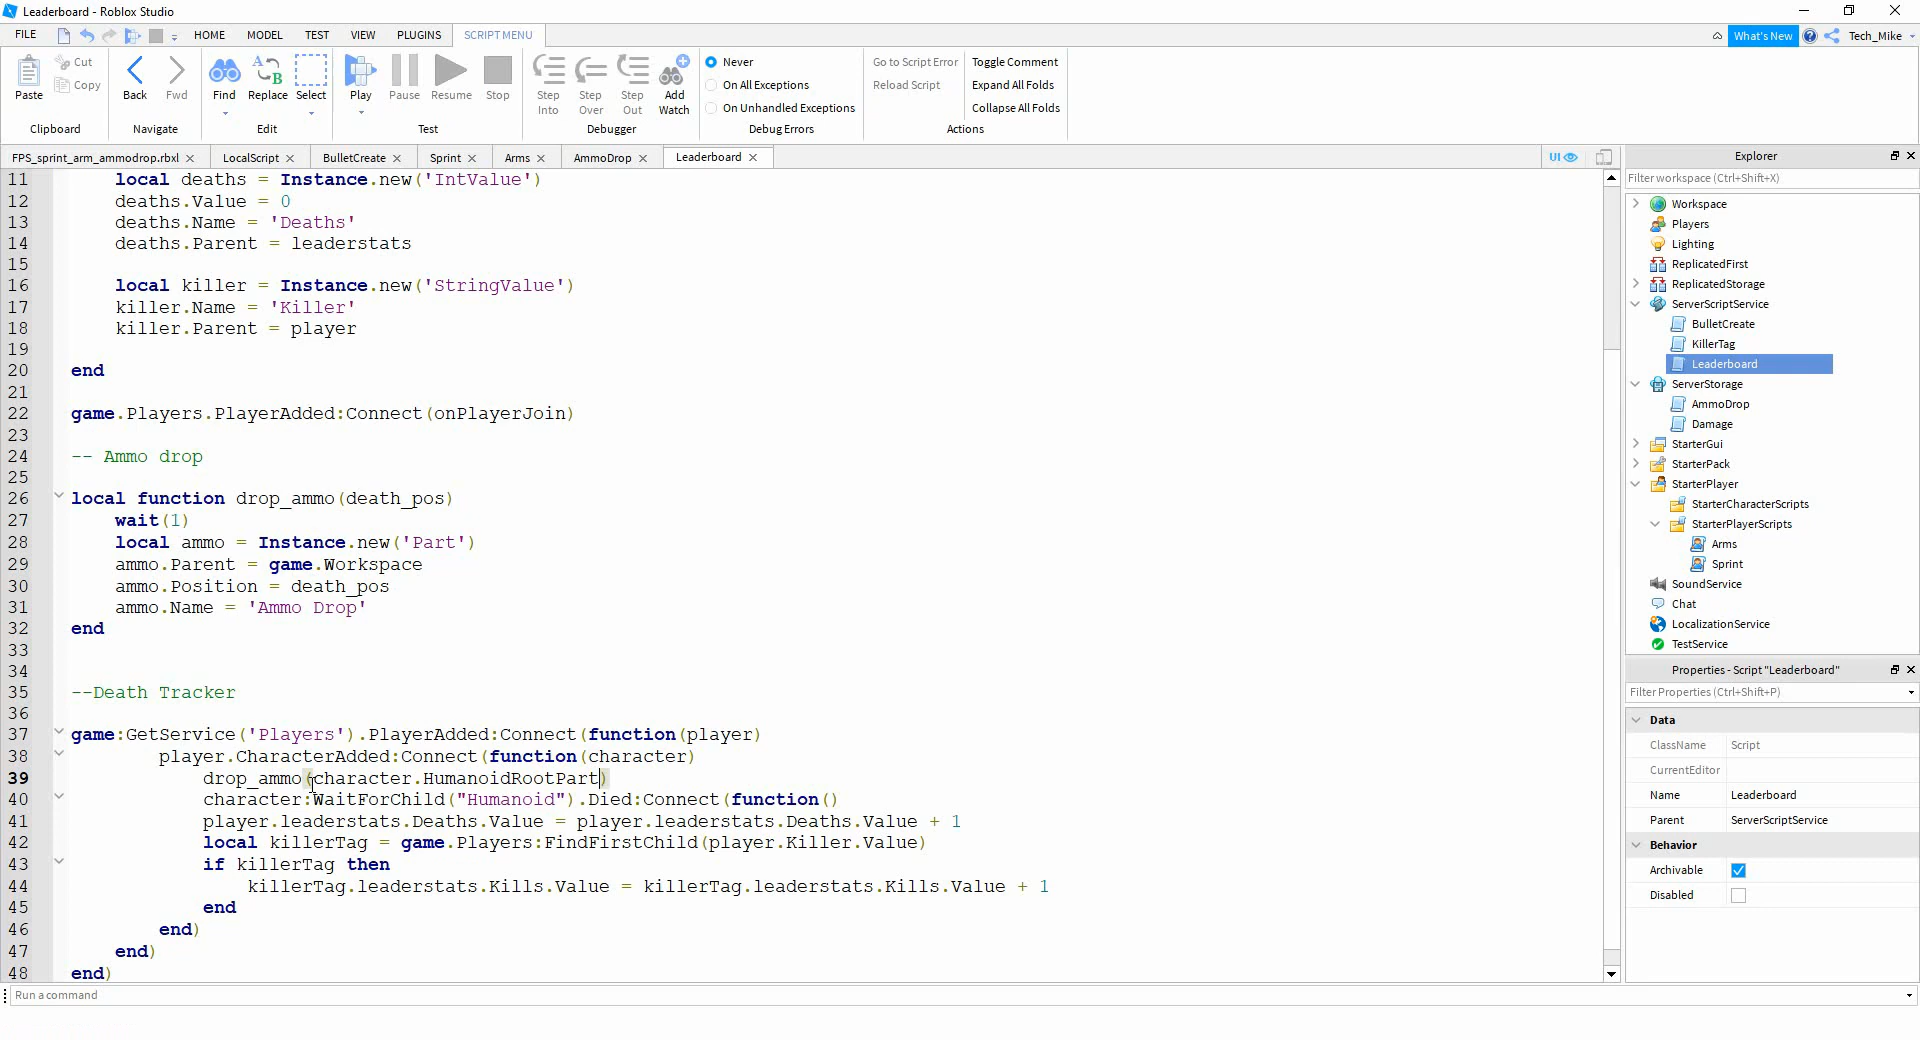 Leaderboard - Roblox Studio
FILE HOME MODEL TEST VIEW PLUGINS SCRIPT MENU What's New Tech_Mike
Paste Cut Copy Clipboard
Back Fwd Navigate
Find Replace Select Edit
Play Pause Resume Stop Test
Step Into Step Over Step Out Add Watch Debugger
Never
On All Exceptions
On Unhandled Exceptions
Debug Errors
Go to Script Error Toggle Comment
Reload Script Expand All Folds
Collapse All Folds
Actions
FPS_sprint_arm_ammodrop.rbxl LocalScript BulletCreate Sprint Arms AmmoDrop Leaderboard UI
11 local deaths = Instance.new('IntValue')
12 deaths.Value = 0
13 deaths.Name = 'Deaths'
14 deaths.Parent = leaderstats
15
16 local killer = Instance.new('StringValue')
17 killer.Name = 'Killer'
18 killer.Parent = player
19
20 end
21
22 game.Players.PlayerAdded:Connect(onPlayerJoin)
23
24 -- Ammo drop
25
26 local function drop_ammo(death_pos)
27 wait(1)
28 local ammo = Instance.new('Part')
29 ammo.Parent = game.Workspace
30 ammo.Position = death_pos
31 ammo.Name = 'Ammo Drop'
32 end
33
34
35 --Death Tracker
36
37 game:GetService('Players').PlayerAdded:Connect(function(player)
38 player.CharacterAdded:Connect(function(character)
39 drop_ammo(character.HumanoidRootPart)
40 character:WaitForChild("Humanoid").Died:Connect(function()
41 player.leaderstats.Deaths.Value = player.leaderstats.Deaths.Value + 1
42 local killerTag = game.Players:FindFirstChild(player.Killer.Value)
43 if killerTag then
44 killerTag.leaderstats.Kills.Value = killerTag.leaderstats.Kills.Value + 1
45 end
46 end)
47 end)
48 end)
Run a command
Explorer
Filter workspace (Ctrl+Shift+X)
Workspace
Players
Lighting
ReplicatedFirst
ReplicatedStorage
ServerScriptService
BulletCreate
KillerTag
Leaderboard
ServerStorage
AmmoDrop
Damage
StarterGui
StarterPack
StarterPlayer
StarterCharacterScripts
StarterPlayerScripts
Arms
Sprint
SoundService
Chat
LocalizationService
TestService
Properties - Script "Leaderboard"
Filter Properties (Ctrl+Shift+P)
Data
ClassName Script
CurrentEditor
Name Leaderboard
Parent ServerScriptService
Behavior
Archivable
Disabled